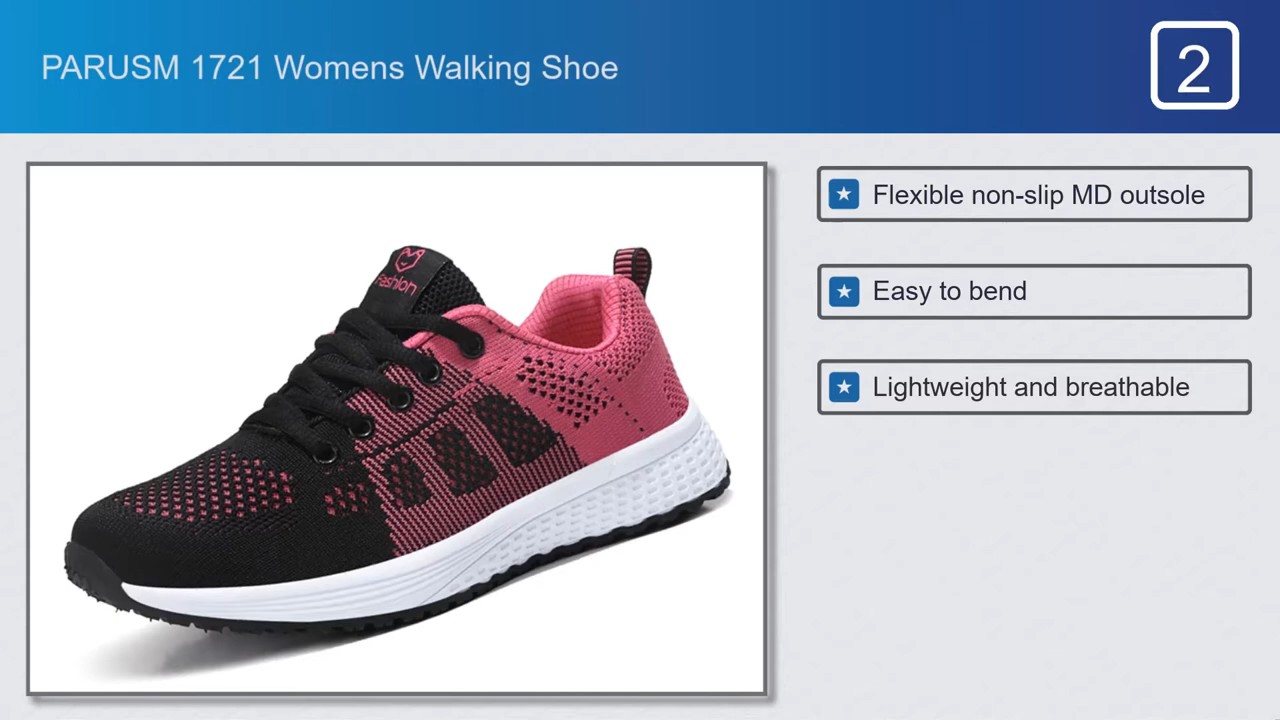 PARUSM 1721 Womens Walking Shoe
2
Fashion
Flexible non-slip MD outsole
Easy to bend
Lightweight and breathable